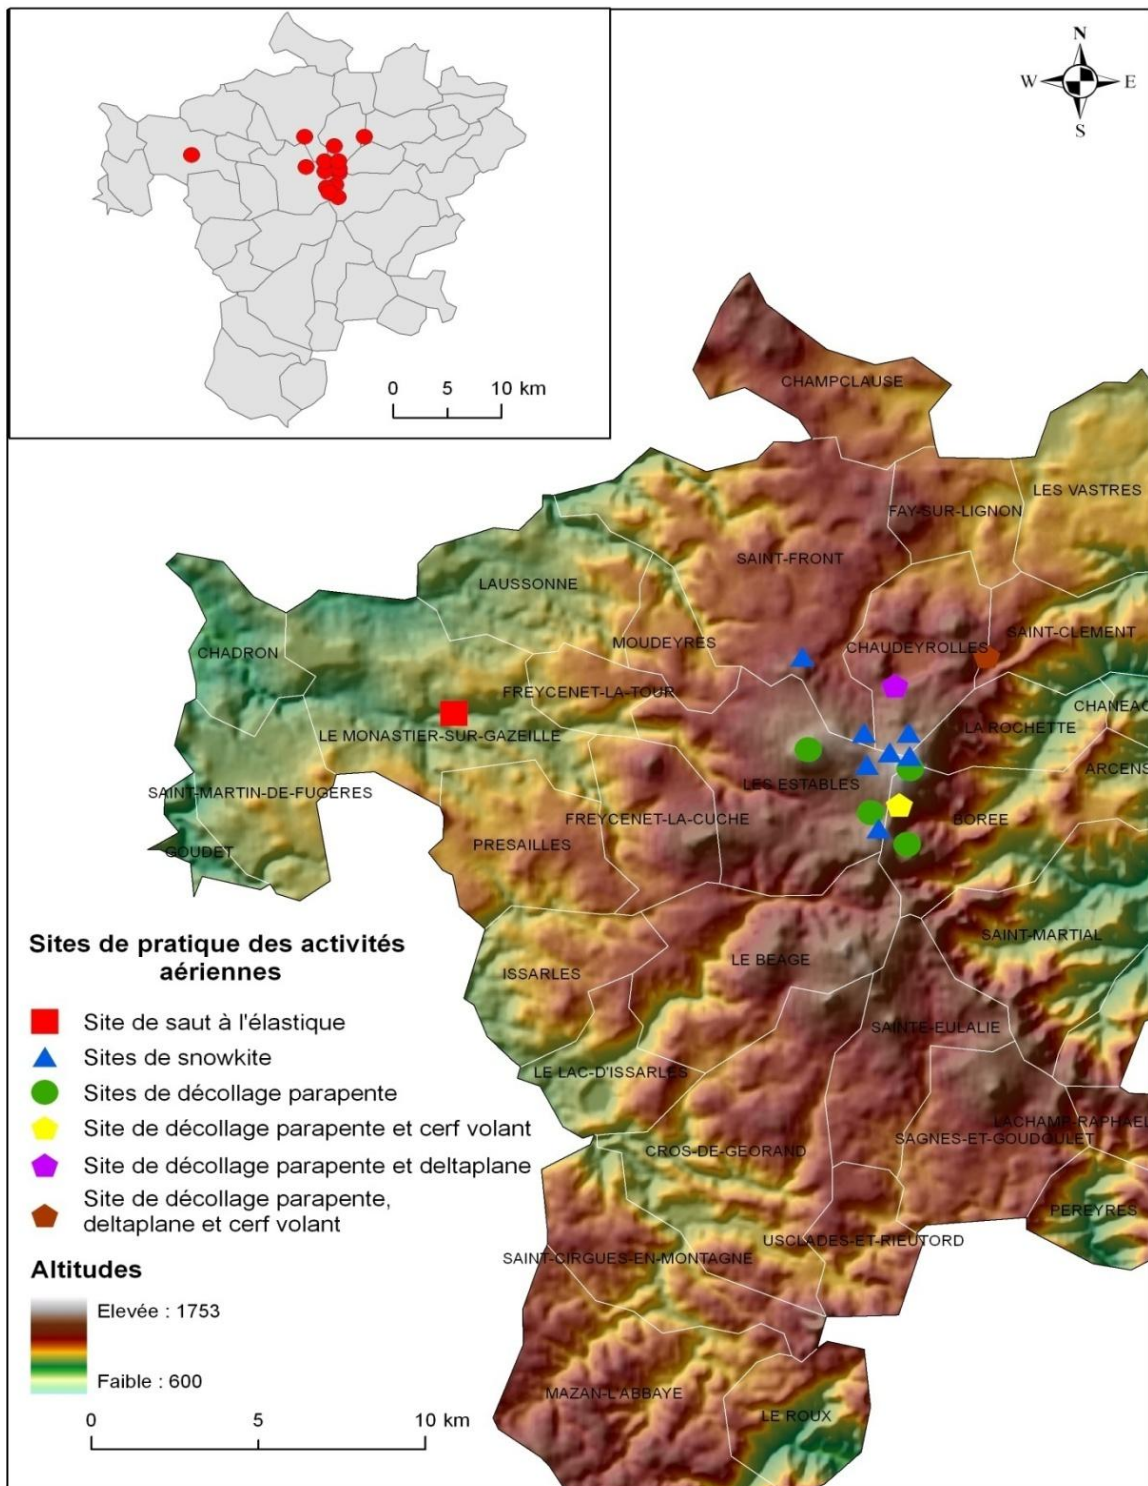 N
W E
S
0 5 10 km
CHAMPCLAUSE
LES VASTRES
FAY-SUR-LIGNON
SAINT-FRONT
LAUSSONNE
SAINT-CLEMENT
MOUDEYRES
CHAUDEYROLLES
CHADRON
FREYCENET-LA-TOUR
CHANEAC
LA ROCHETTE
LE MONASTIER-SUR-GAZEILLE
ARCENS
LES ESTABLES
SAINT-MARTIN-DE-FUGERES
FREYCENET-LA-CUCHE
BOREE
PRESAILLES
GOUDET
SAINT-MARTIAL
LE BEAGE
ISSARLES
SAINTE-EULALIE
LE LAC-D'ISSARLES
LACHAMP-RAPHAEL
SAGNES-ET-GOUDOULET
CROS-DE-GEORAND
PEREYRES
USCLADES-ET-RIEUTORD
SAINT-CIRGUES-EN-MONTAGNE
MAZAN-L'ABBAYE
LE ROUX
Sites de pratique des activités
aériennes
Site de saut à l'élastique
Sites de snowkite
Sites de décollage parapente
Site de décollage parapente et cerf volant
Site de décollage parapente et deltaplane
Site de décollage parapente,
deltaplane et cerf volant
Altitudes
Elevée : 1753
Faible : 600
0 5 10 km